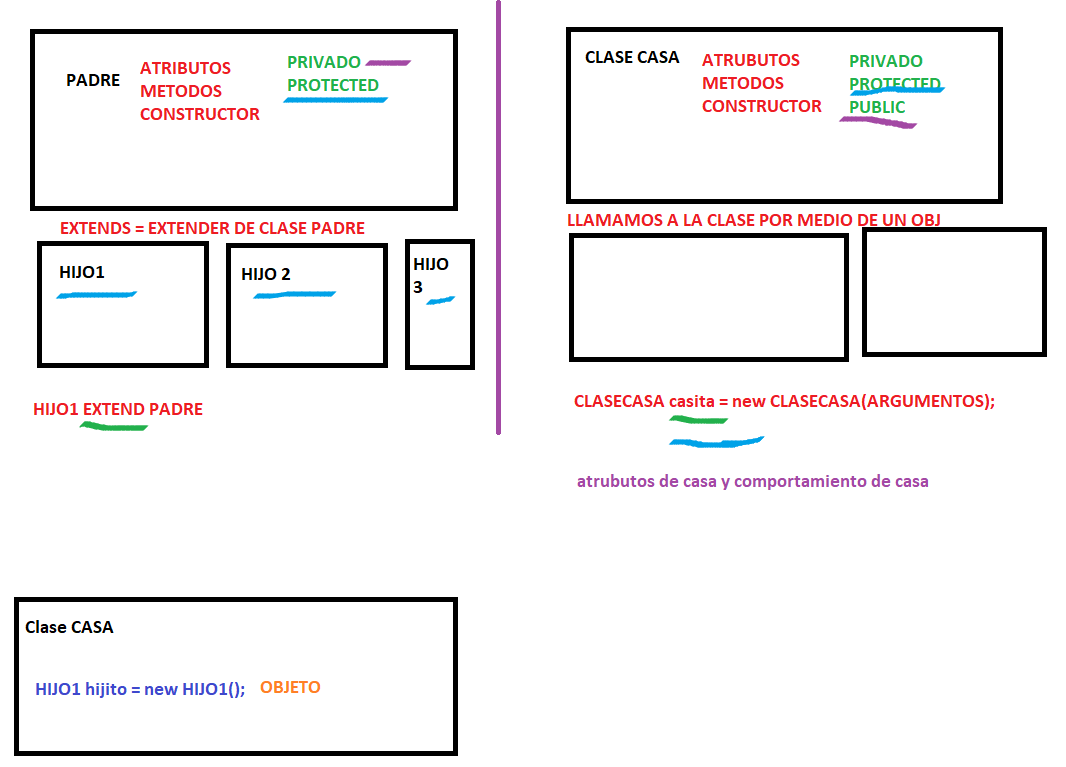 PADRE
ATRIBUTOS
METODOS
CONSTRUCTOR
PRIVADO
PROTECTED
EXTENDS = EXTENDER DE CLASE PADRE
HIJO1
HIJO 2
HIJO
3
HIJO1 EXTEND PADRE
CLASE CASA
ATRUBUTOS
METODOS
CONSTRUCTOR
PRIVADO
PROTECTED
PUBLIC
LLAMAMOS A LA CLASE POR MEDIO DE UN OBJ
CLASECASA casita = new CLASECASA(ARGUMENTOS);
atrubutos de casa y comportamiento de casa
Clase CASA
HIJO1 hijito = new HIJO1();
OBJETO